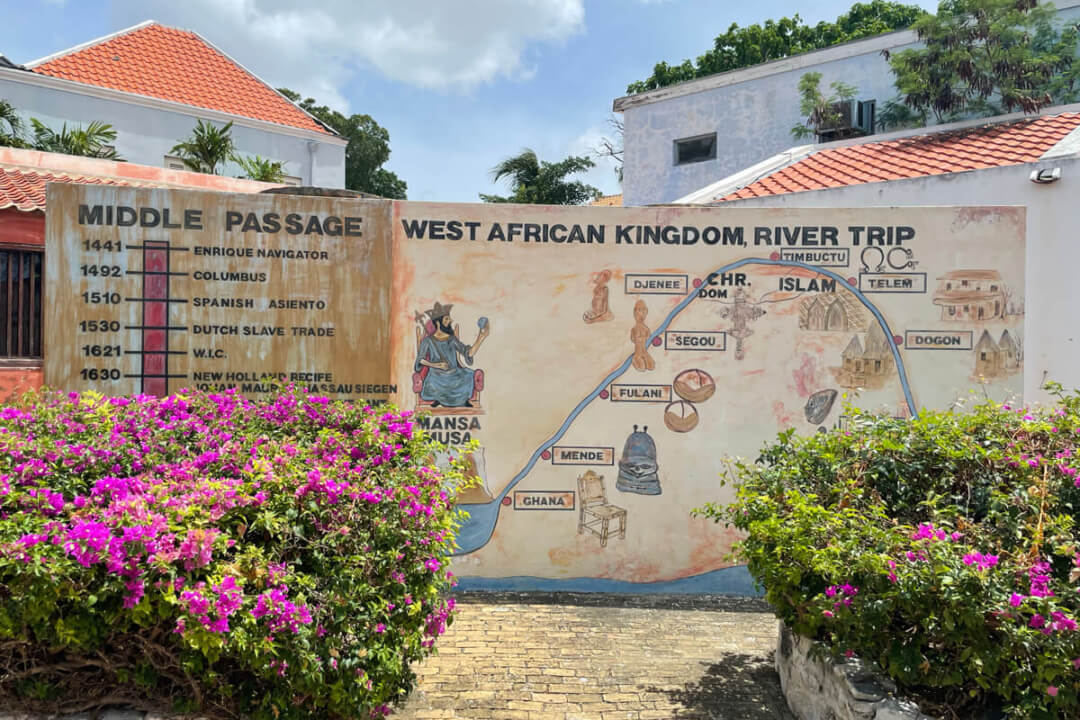 MIDDLE PASSAGE
1441 ENRIQUE NAVIGATOR
1492 COLUMBUS
1510 SPANISH ASIENTO
1530 DUTCH SLAVE TRADE
1621 W.I.C.
1630 NEW HOLLAND RECIFE
WEST AFRICAN KINGDOM, RIVER TRIP
TIMBUCTU
DJENEE
CHR.
DOM
ISLAM
TELEM
SEGOU
DOGON
FULANI
MANSA
MUSA
MENDE
GHANA